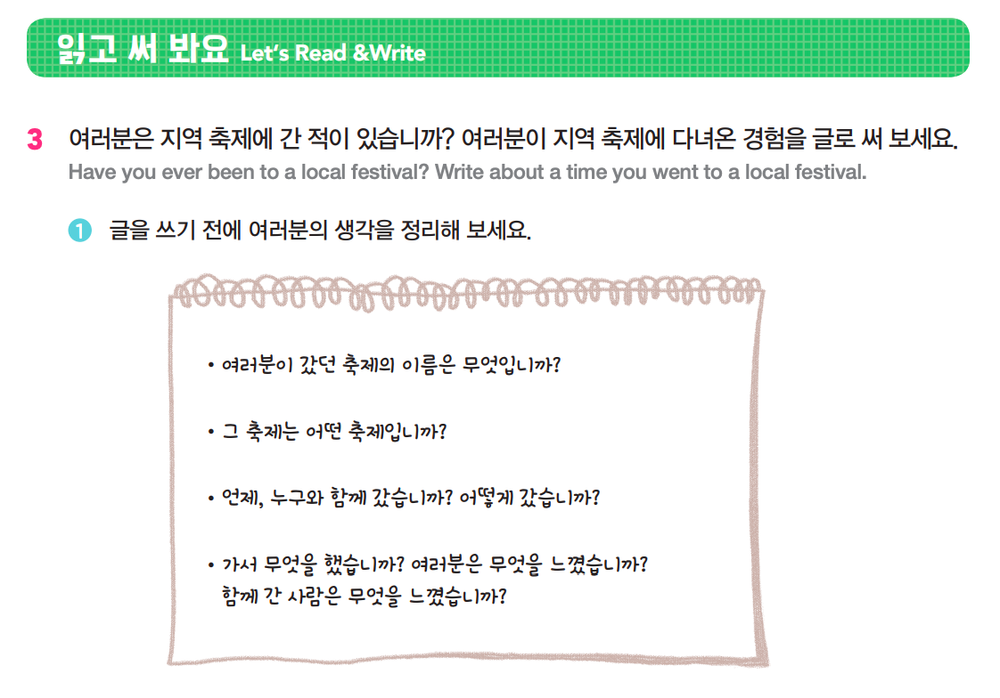 읽고 써 봐요 Let's Read &Write
3 여러분은 지역 축제에 간 적이 있습니까? 여러분이 지역 축제에 다녀온 경험을 글로 써 보세요.
Have you ever been to a local festival? Write about a time you went to a local festival.
1 글을 쓰기 전에 여러분의 생각을 정리해 보세요.
• 여러분이 갔던 축제의 이름은 무엇입니까?
• 그 축제는 어떤 축제입니까?
• 언제, 누구와 함께 갔습니까? 어떻게 갔습니까?
• 가서 무엇을 했습니까? 여러분은 무엇을 느꼈습니까?
함께 간 사람은 무엇을 느꼈습니까?